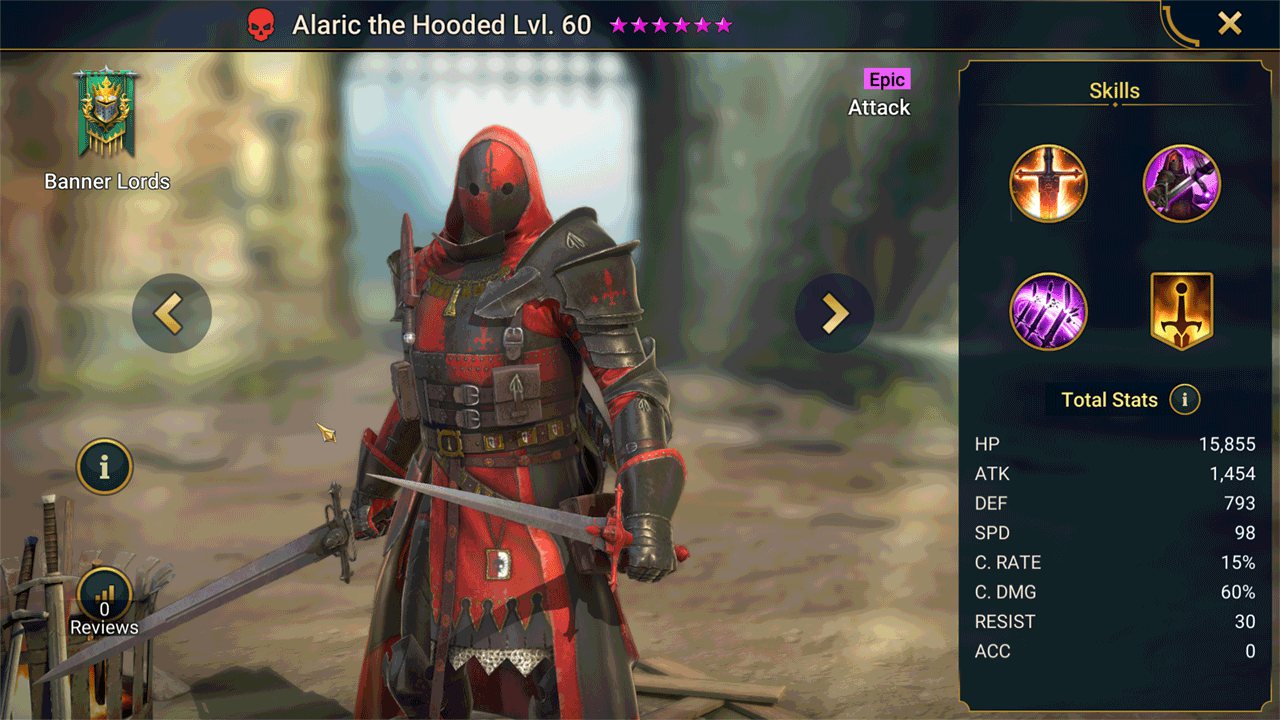 Alaric the Hooded Lvl. 60
Epic
Attack
Banner Lords
i
0
Reviews
Skills
Total Stats i
HP 15,855
ATK 1,454
DEF 793
SPD 98
C. RATE 15%
C. DMG 60%
RESIST 30
ACC 0